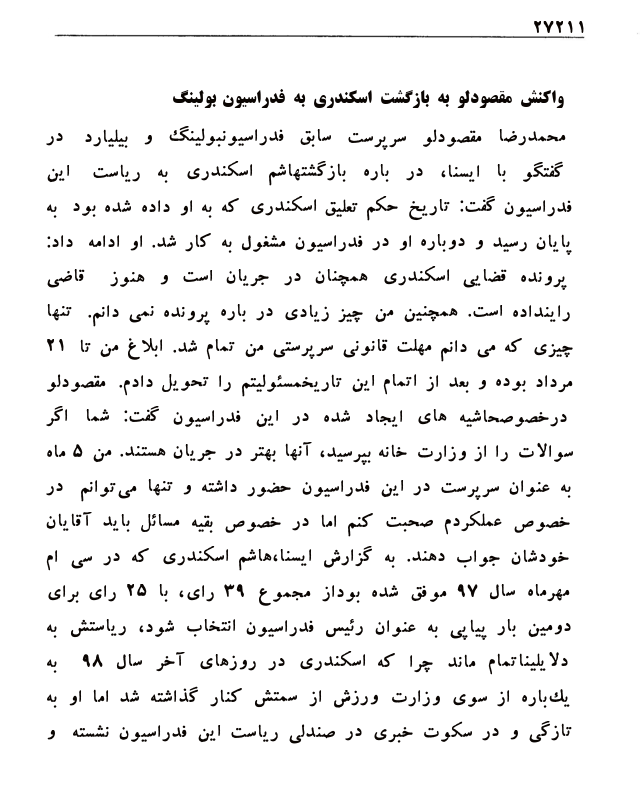 ۲۷۲۱۱
واکنش مقصودلو به بازگشت اسکندری به فدراسیون بولینگ
محمدرضا مقصودلو سرپرست سابق فدراسیونبولینگ و بیلیارد در
گفتگو با ایسنا، در باره بازگشتهاشم اسکندری به ریاست این
فدراسیون گفت: تاریخ حکم تعلیق اسکندری که به او داده شده بود به
پایان رسید و دوباره او در فدراسیون مشغول به کار شد. او ادامه داد:
پرونده قضایی اسکندری همچنان در جریان است و هنوز قاضی
راینداده است. همچنین من چیز زیادی در باره پرونده نمی دانم. تنها
چیزی که می دانم مهلت قانونی سرپرستی من تمام شد. ابلاغ من تا ۲۱
مرداد بوده و بعد از اتمام این تاریخمسئولیتم را تحویل دادم. مقصودلو
درخصوصحاشیه های ایجاد شده در این فدراسیون گفت: شما اگر
سوالات را از وزارت خانه بپرسید، آنها بهتر در جریان هستند. من ۵ ماه
به عنوان سرپرست در این فدراسیون حضور داشته و تنها می‌توانم در
خصوص عملکردم صحبت کنم اما در خصوص بقیه مسائل باید آقایان
خودشان جواب دهند. به گزارش ایسنا،هاشم اسکندری که در سی ام
مهرماه سال ۹۷ موفق شده بوداز مجموع ۳۹ رای، با ۲۵ رای برای
دومین بار پیاپی به عنوان رئیس فدراسیون انتخاب شود، ریاستش به
دلایلیناتمام ماند چرا که اسکندری در روزهای آخر سال ۹۸ به
یك‌باره از سوی وزارت ورزش از سمتش کنار گذاشته شد اما او به
تازگی و در سکوت خبری در صندلی ریاست این فدراسیون نشسته و